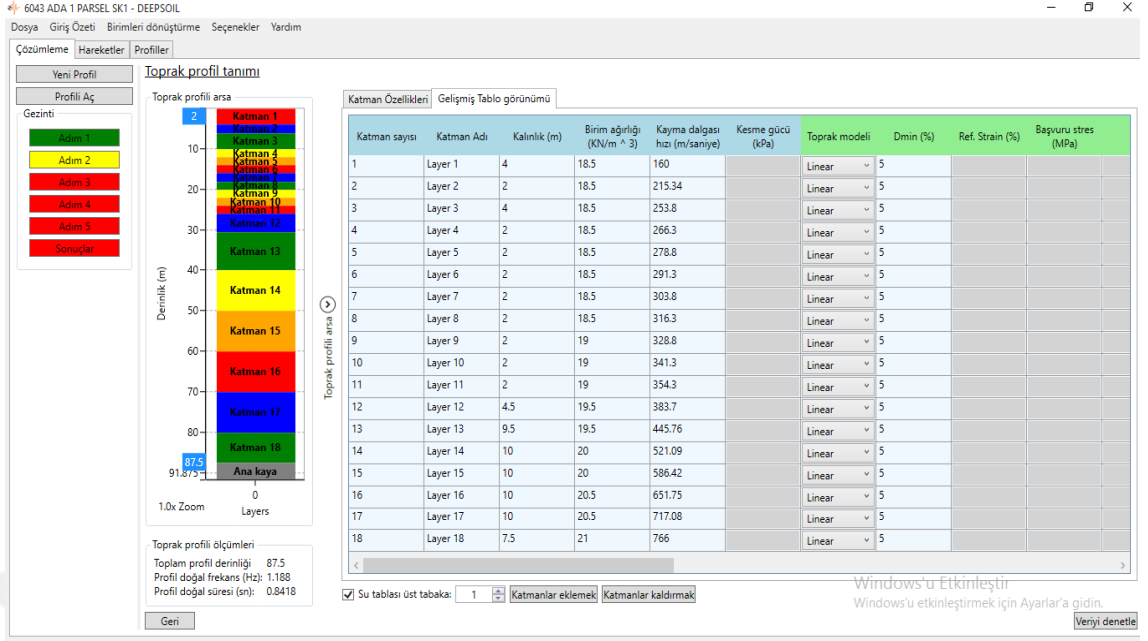 6043 ADA 1 PARSEL SK1 - DEEPSOIL
Dosya Giriş Özeti Birimleri dönüştürme Seçenekler Yardım
Çözümleme Hareketler Profiller
Yeni Profil
Profili Aç
Gezinti
Adım 1
Adım 2
Adım 3
Adım 4
Adım 5
Sonuçlar
Toprak profil tanımı
Toprak profili arsa
2
Katman 1
Katman 2
Katman 3
Katman 4
Katman 5
Katman 6
Katman 7
Katman 8
Katman 9
Katman 10
Katman 11
Katman 12
Katman 13
Katman 14
Katman 15
Katman 16
Katman 17
Katman 18
Ana kaya
10
20
30
40
50
60
70
80
87.5
91.875
Derinlik (m)
0
Layers
1.0x Zoom
Toprak profili arsa
Toprak profili ölçümleri
Toplam profil derinliği 87.5
Profil doğal frekans (Hz): 1.188
Profil doğal süresi (sn): 0.8418
Geri
Katman Özellikleri Gelişmiş Tablo görünümü
Katman sayısı Katman Adı Kalınlık (m) Birim ağırlığı (KN/m ^ 3) Kayma dalgası hızı (m/saniye) Kesme gücü (kPa) Toprak modeli Dmin (%) Ref. Strain (%) Başvuru stres (MPa)
1 Layer 1 4 18.5 160 Linear 5
2 Layer 2 2 18.5 215.34 Linear 5
3 Layer 3 4 18.5 253.8 Linear 5
4 Layer 4 2 18.5 266.3 Linear 5
5 Layer 5 2 18.5 278.8 Linear 5
6 Layer 6 2 18.5 291.3 Linear 5
7 Layer 7 2 18.5 303.8 Linear 5
8 Layer 8 2 18.5 316.3 Linear 5
9 Layer 9 2 19 328.8 Linear 5
10 Layer 10 2 19 341.3 Linear 5
11 Layer 11 2 19 354.3 Linear 5
12 Layer 12 4.5 19.5 383.7 Linear 5
13 Layer 13 9.5 19.5 445.76 Linear 5
14 Layer 14 10 20 521.09 Linear 5
15 Layer 15 10 20 586.42 Linear 5
16 Layer 16 10 20.5 651.75 Linear 5
17 Layer 17 10 20.5 717.08 Linear 5
18 Layer 18 7.5 21 766 Linear 5
Su tablası üst tabaka: 1 Katmanlar eklemek Katmanlar kaldırmak
Windows'u Etkinleştir
Windows'u etkinleştirmek için Ayarlar'a gidin.
Veriyi denetle